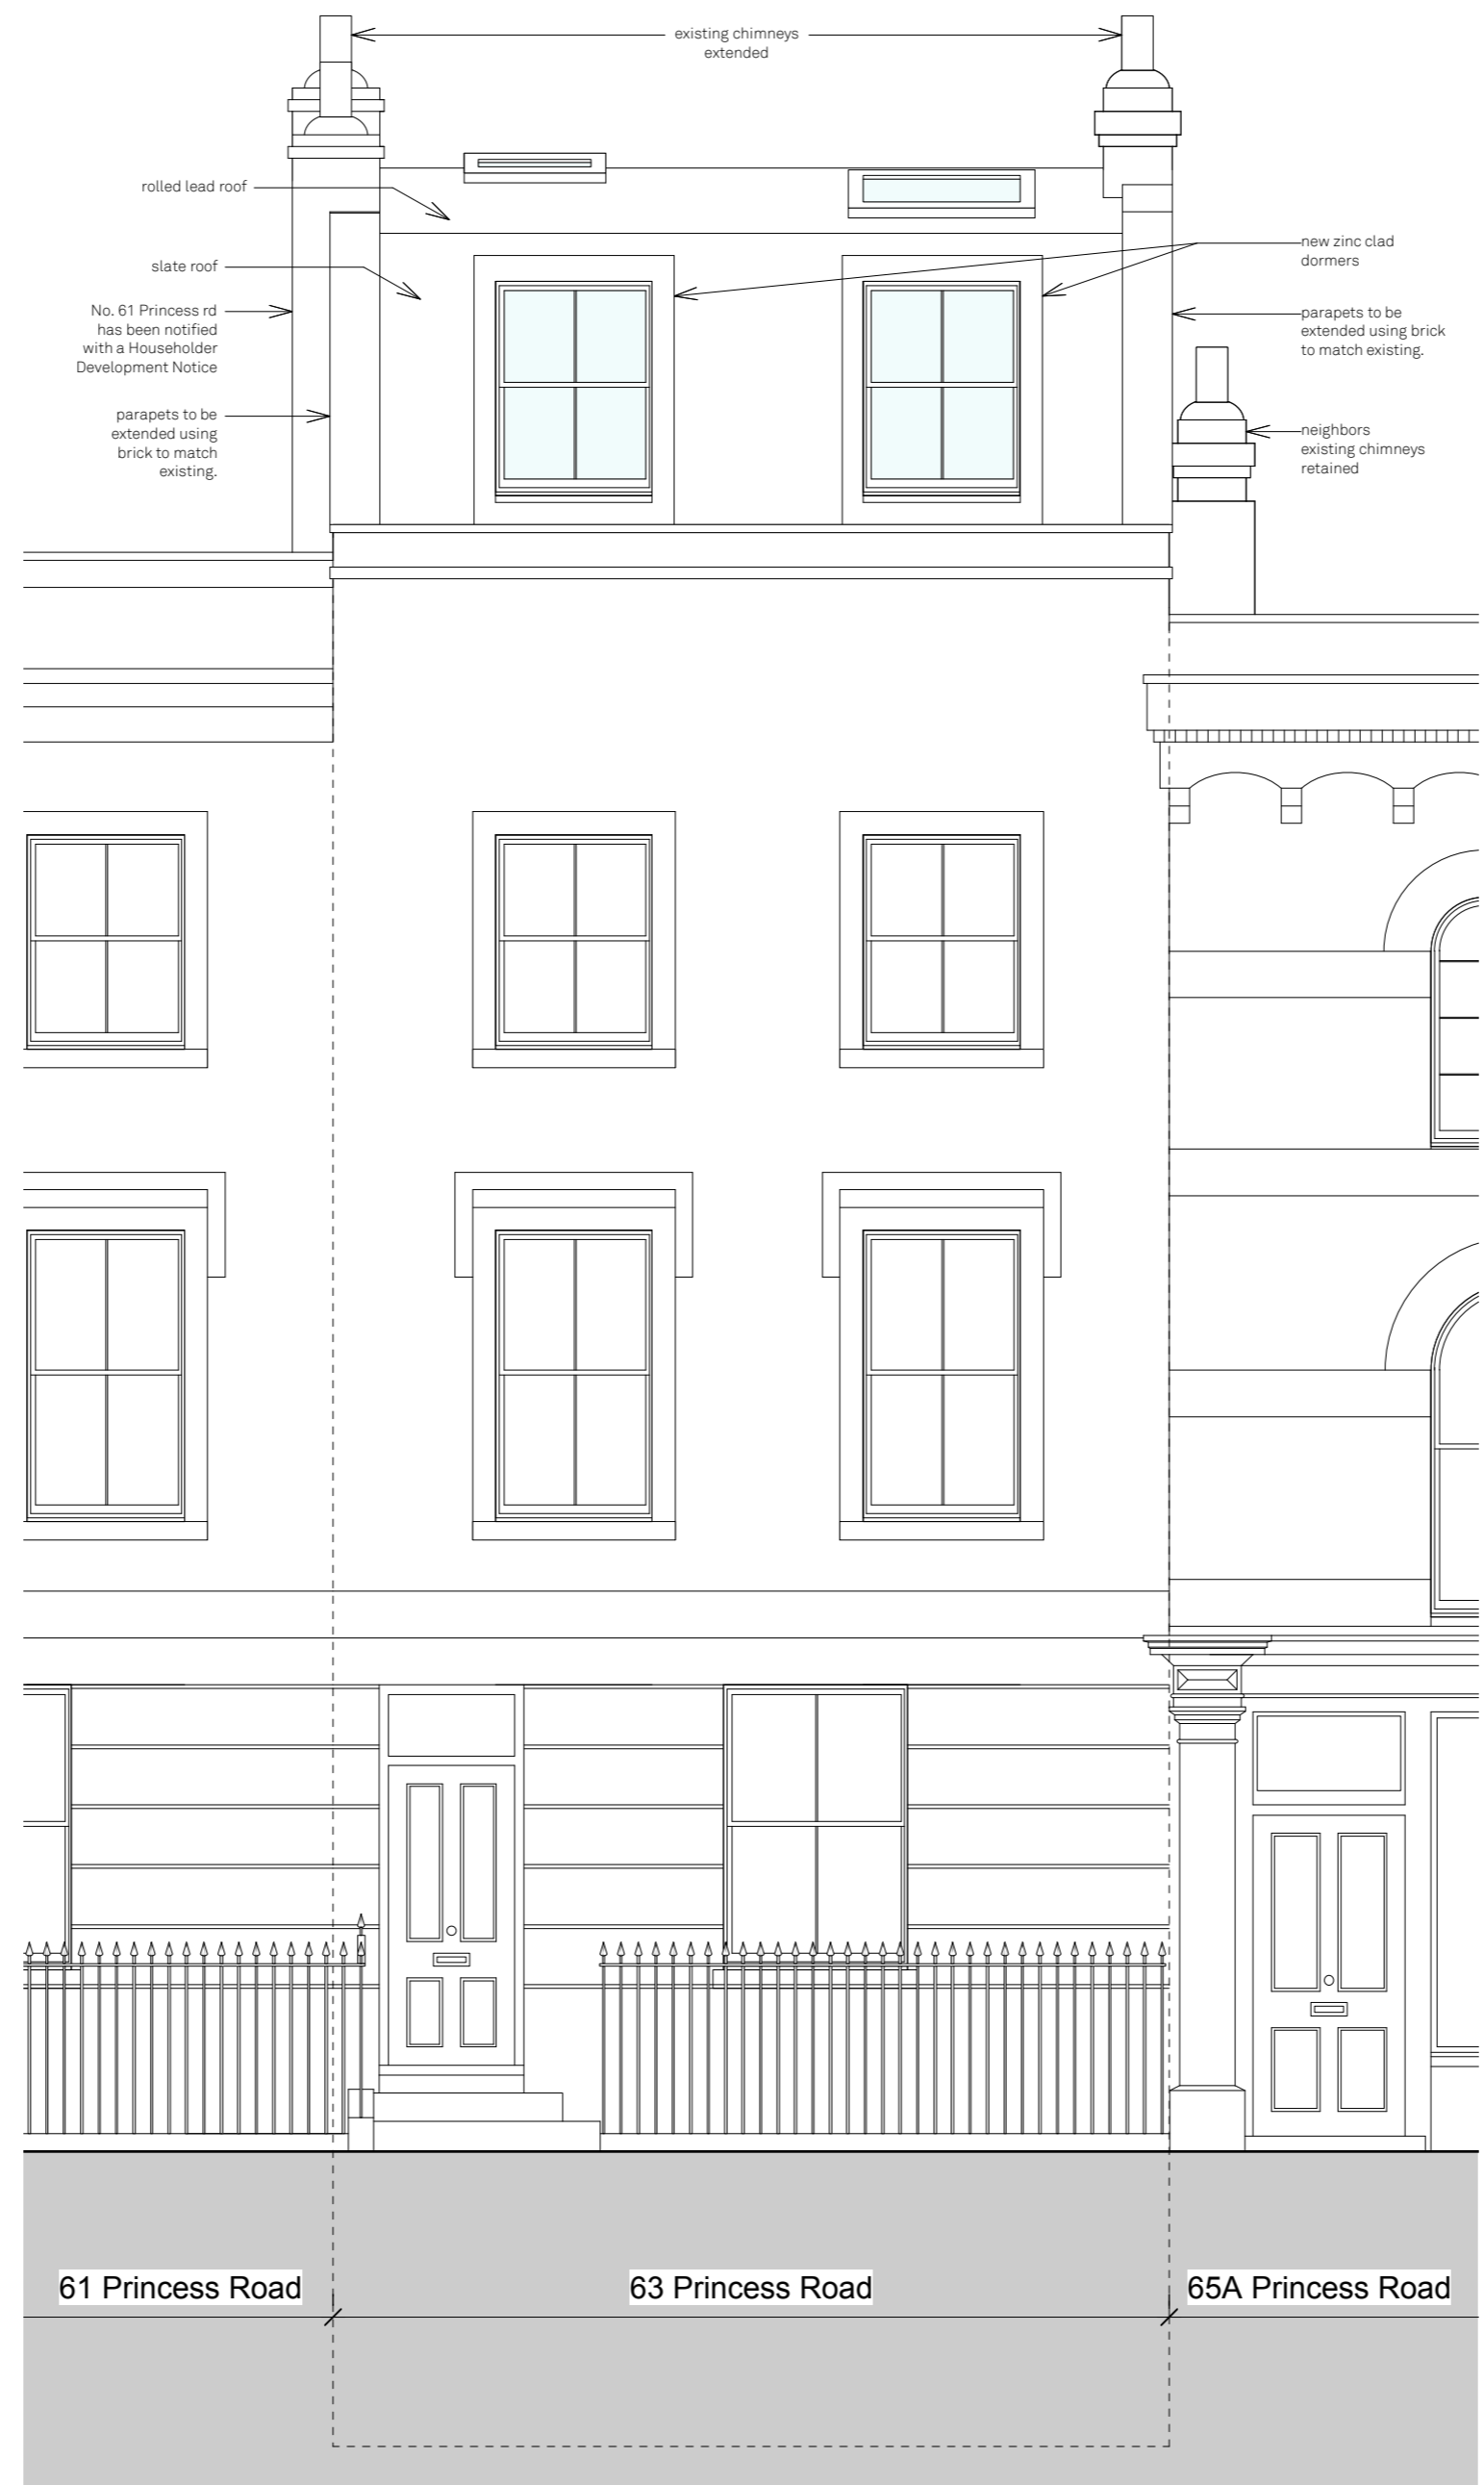 existing chimneys
extended
rolled lead roof
slate roof
No. 61 Princess rd
has been notified
with a Householder
Development Notice
parapets to be
extended using
brick to match
existing.
new zinc clad
dormers
parapets to be
extended using brick
to match existing.
neighbors
existing chimneys
retained
61 Princess Road
63 Princess Road
65A Princess Road